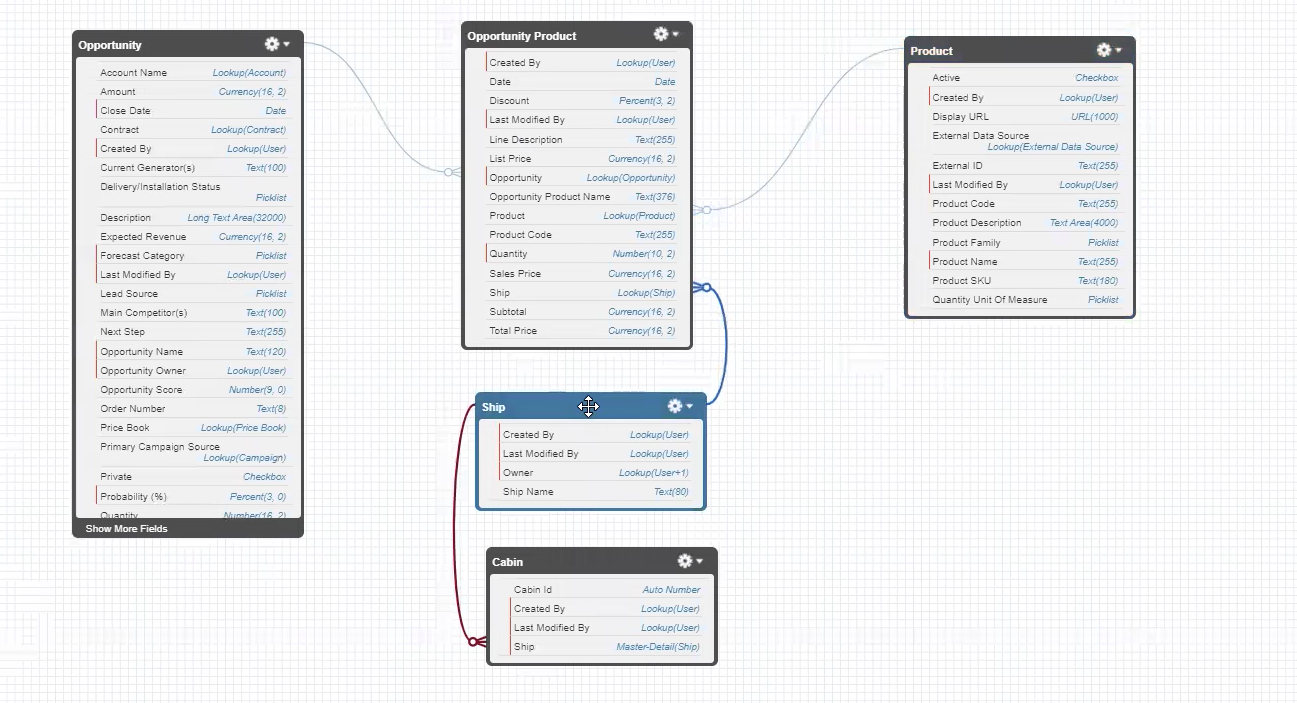 Opportunity
Account Name Lookup(Account)
Amount Currency(16, 2)
Close Date Date
Contract Lookup(Contract)
Created By Lookup(User)
Current Generator(s) Text(100)
Delivery/Installation Status
Picklist
Description Long Text Area(32000)
Expected Revenue Currency(16, 2)
Forecast Category Picklist
Last Modified By Lookup(User)
Lead Source Picklist
Main Competitor(s) Text(100)
Next Step Text(255)
Opportunity Name Text(120)
Opportunity Owner Lookup(User)
Opportunity Score Number(9, 0)
Order Number Text(8)
Price Book Lookup(Price Book)
Primary Campaign Source
Lookup(Campaign)
Private Checkbox
Probability (%) Percent(3, 0)
Quantity Number(16, 2)
Show More Fields
Opportunity Product
Created By Lookup(User)
Date Date
Discount Percent(3, 2)
Last Modified By Lookup(User)
Line Description Text(255)
List Price Currency(16, 2)
Opportunity Lookup(Opportunity)
Opportunity Product Name Text(376)
Product Lookup(Product)
Product Code Text(255)
Quantity Number(10, 2)
Sales Price Currency(16, 2)
Ship Lookup(Ship)
Subtotal Currency(16, 2)
Total Price Currency(16, 2)
Product
Active Checkbox
Created By Lookup(User)
Display URL URL(1000)
External Data Source
Lookup(External Data Source)
External ID Text(255)
Last Modified By Lookup(User)
Product Code Text(255)
Product Description Text Area(4000)
Product Family Picklist
Product Name Text(255)
Product SKU Text(180)
Quantity Unit Of Measure Picklist
Ship
Created By Lookup(User)
Last Modified By Lookup(User)
Owner Lookup(User+1)
Ship Name Text(80)
Cabin
Cabin Id Auto Number
Created By Lookup(User)
Last Modified By Lookup(User)
Ship Master-Detail(Ship)